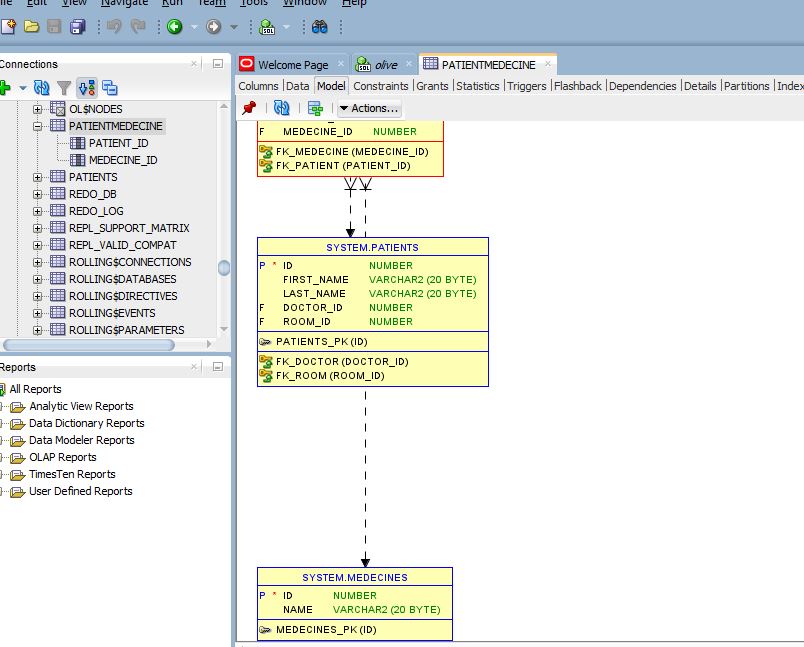 Edit View Navigate Run Team Tools Window Help
Connections
Welcome Page
olive
PATIENTMEDECINE
Columns Data Model Constraints Grants Statistics Triggers Flashback Dependencies Details Partitions Index
Actions...
OL$NODES
PATIENTMEDECINE
PATIENT_ID
MEDECINE_ID
PATIENTS
REDO_DB
REDO_LOG
REPL_SUPPORT_MATRIX
REPL_VALID_COMPAT
ROLLING$CONNECTIONS
ROLLING$DATABASES
ROLLING$DIRECTIVES
ROLLING$EVENTS
ROLLING$PARAMETERS
Reports
All Reports
Analytic View Reports
Data Dictionary Reports
Data Modeler Reports
OLAP Reports
TimesTen Reports
User Defined Reports
F MEDECINE_ID NUMBER
FK_MEDECINE (MEDECINE_ID)
FK_PATIENT (PATIENT_ID)
SYSTEM.PATIENTS
P * ID NUMBER
FIRST_NAME VARCHAR2 (20 BYTE)
LAST_NAME VARCHAR2 (20 BYTE)
F DOCTOR_ID NUMBER
F ROOM_ID NUMBER
PATIENTS_PK (ID)
FK_DOCTOR (DOCTOR_ID)
FK_ROOM (ROOM_ID)
SYSTEM.MEDECINES
P * ID NUMBER
NAME VARCHAR2 (20 BYTE)
MEDECINES_PK (ID)